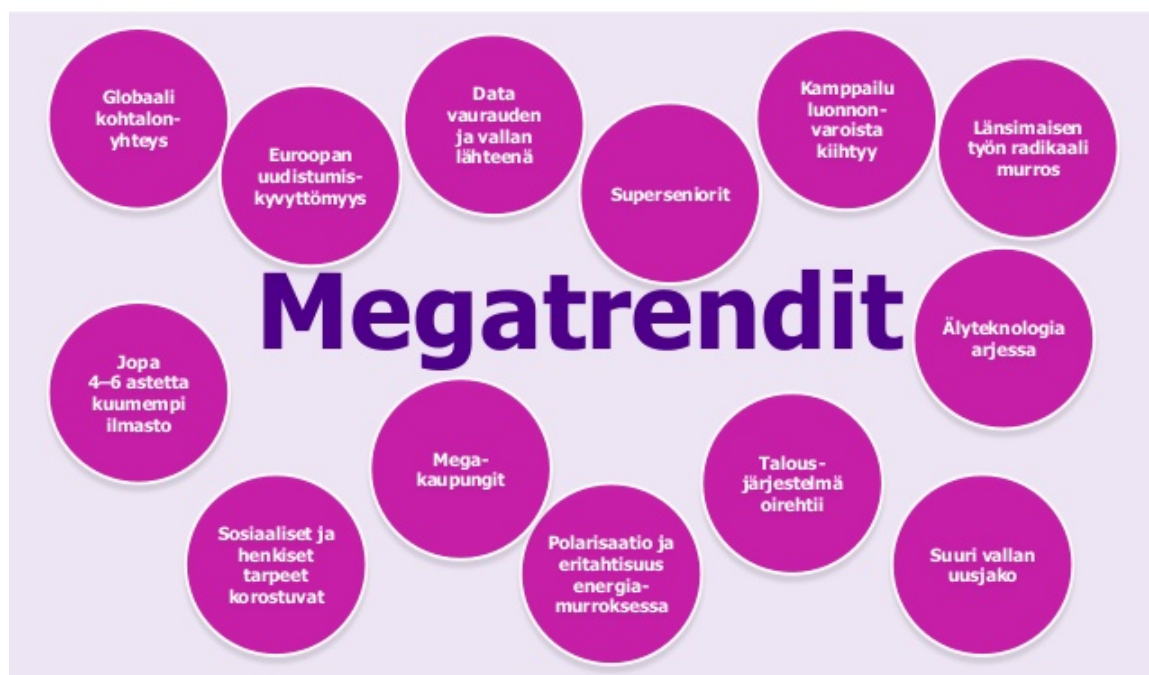 Globaali
kohtalon-
yhteys
Euroopan
uudistumis-
kyvyttömyys
Data
vaurauden
ja vallan
lähteenä
Superseniorit
Kamppailu
luonnon-
varoista
kiihtyy
Länsimaisen
työn radikaali
murros
Megatrendit
Älyteknologia
arjessa
Jopa
4–6 astetta
kuumempi
ilmasto
Mega-
kaupungit
Talous-
järjestelmä
oirehtii
Sosiaaliset ja
henkiset
tarpeet
korostuvat
Polarisaatio ja
eritahtisuus
energia-
murroksessa
Suuri vallan
uusjako